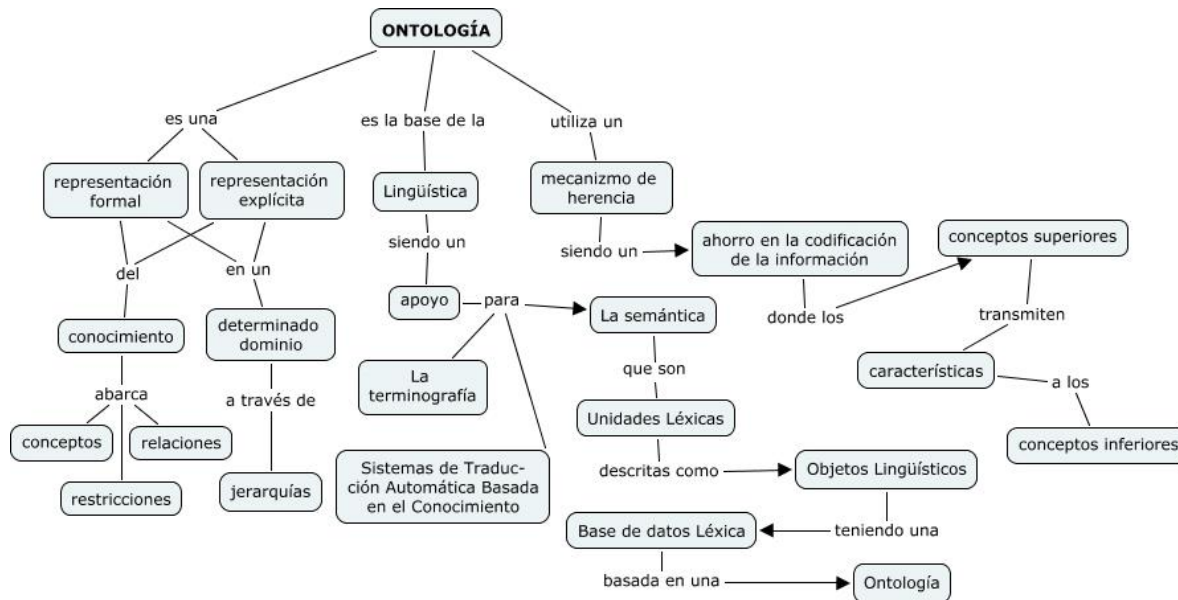 ONTOLOGÍA
es una
es la base de la
utiliza un
representación
formal
representación
explícita
Lingüística
mecanizmo de
herencia
siendo un
siendo un
ahorro en la codificación
de la información
conceptos superiores
del
en un
apoyo
para
La semántica
donde los
transmiten
conocimiento
determinado
dominio
La
terminografía
que son
características
a los
abarca
a través de
Unidades Léxicas
conceptos
relaciones
conceptos inferiores
restricciones
jerarquías
Sistemas de Traduc-
ción Automática Basada
en el Conocimiento
descritas como
Objetos Lingüísticos
Base de datos Léxica
teniendo una
basada en una
Ontología